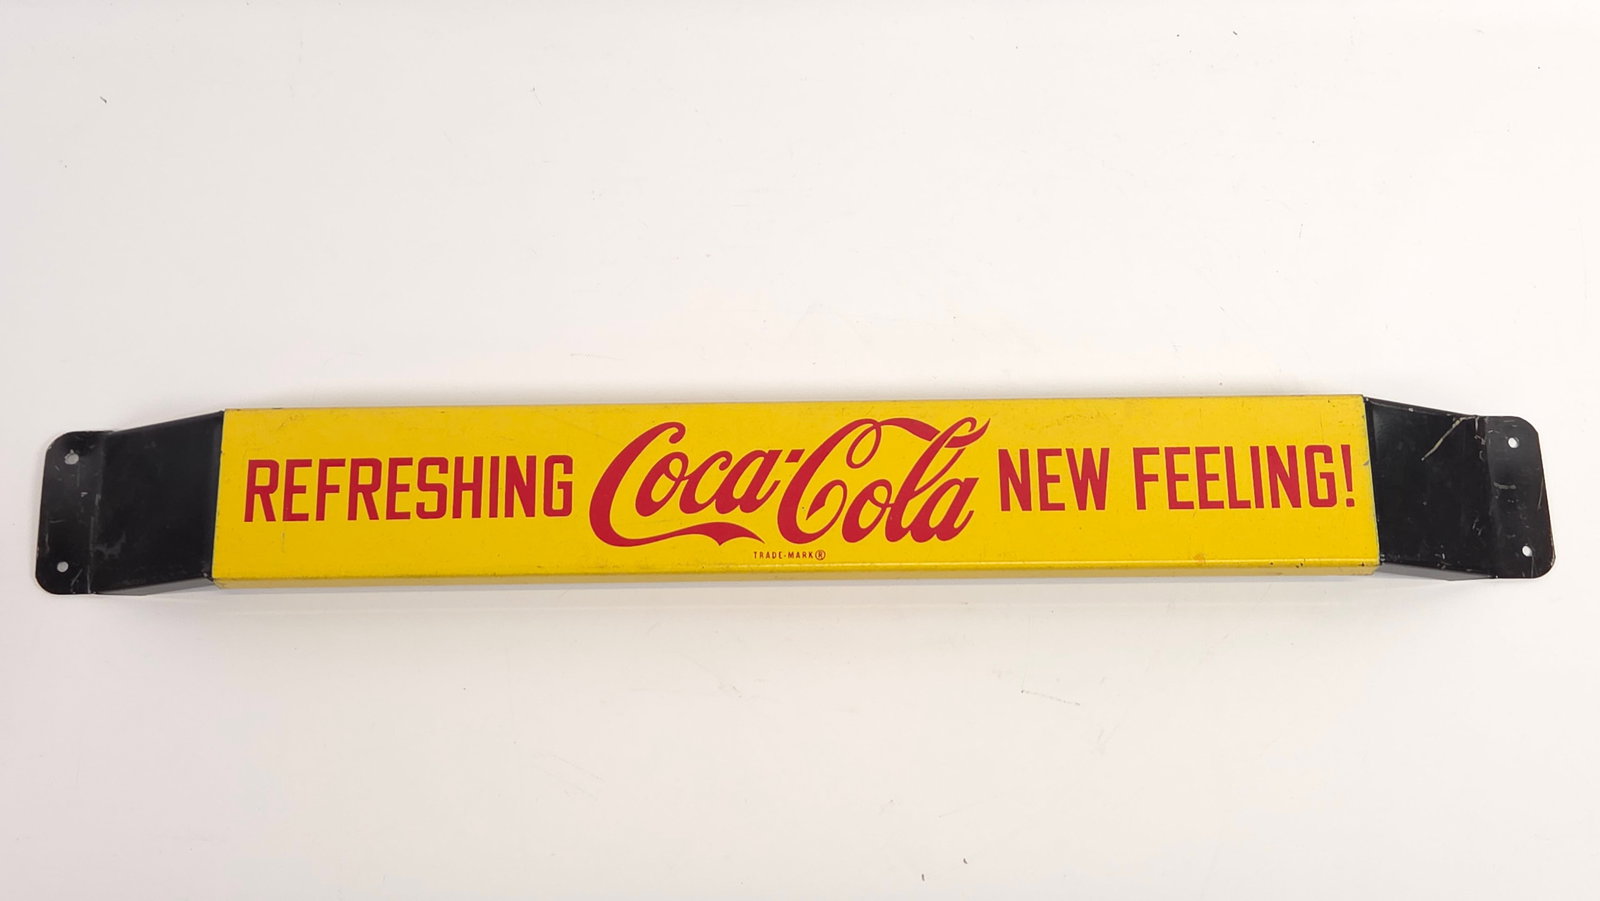 REFRESHING Coca-Cola NEW FEELING!
TRADE-MARK®